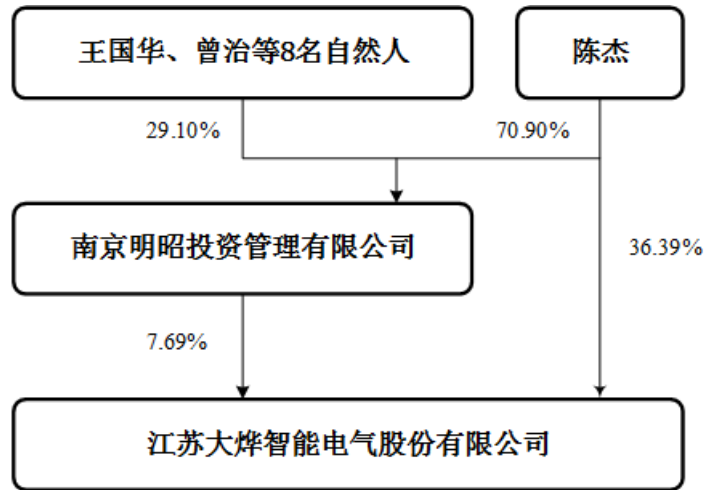 王国华、曾治等8名自然人
陈杰
29.10%
70.90%
南京明昭投资管理有限公司
36.39%
7.69%
江苏大烨智能电气股份有限公司